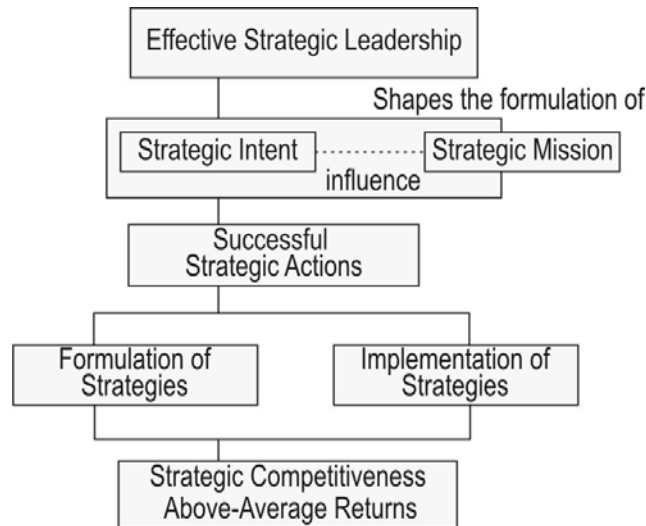 Effective Strategic Leadership
Shapes the formulation of
Strategic Intent
Strategic Mission
influence
Successful
Strategic Actions
Formulation of
Strategies
Implementation of
Strategies
Strategic Competitiveness
Above-Average Returns